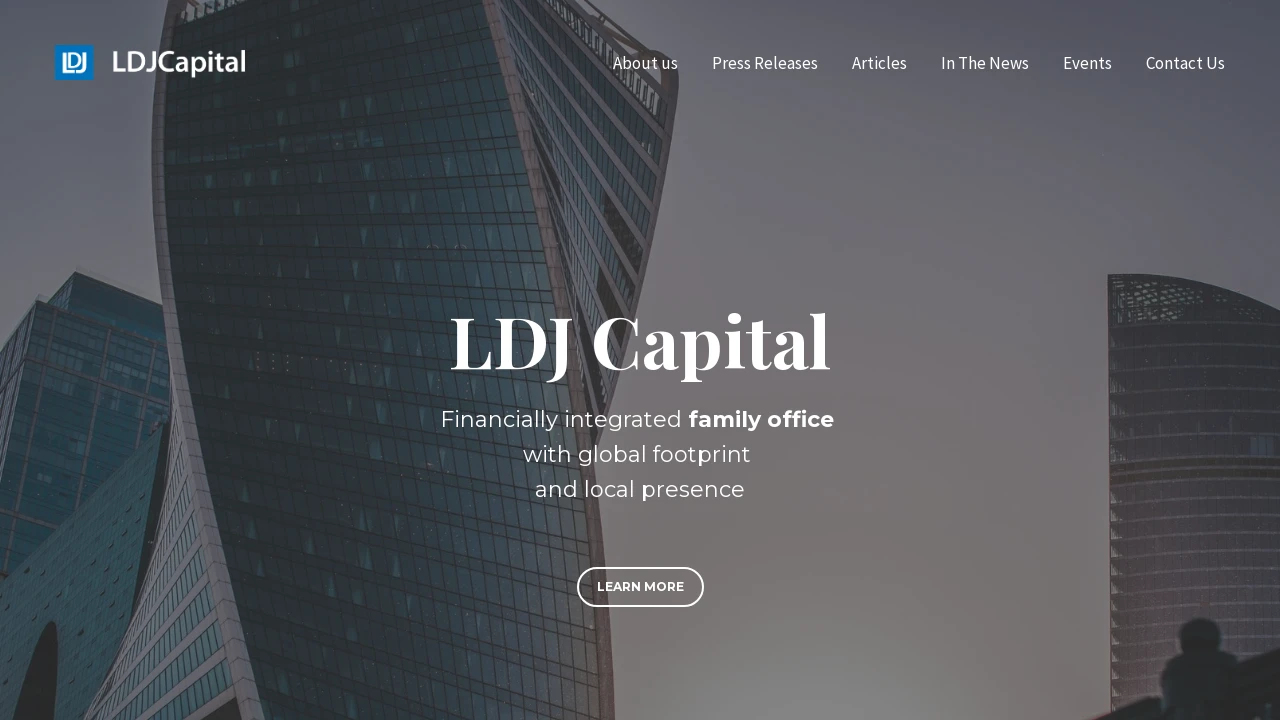 LDJ LDJCapital
About us Press Releases Articles In The News Events Contact Us
LDJ Capital
Financially integrated family office
with global footprint
and local presence
LEARN MORE